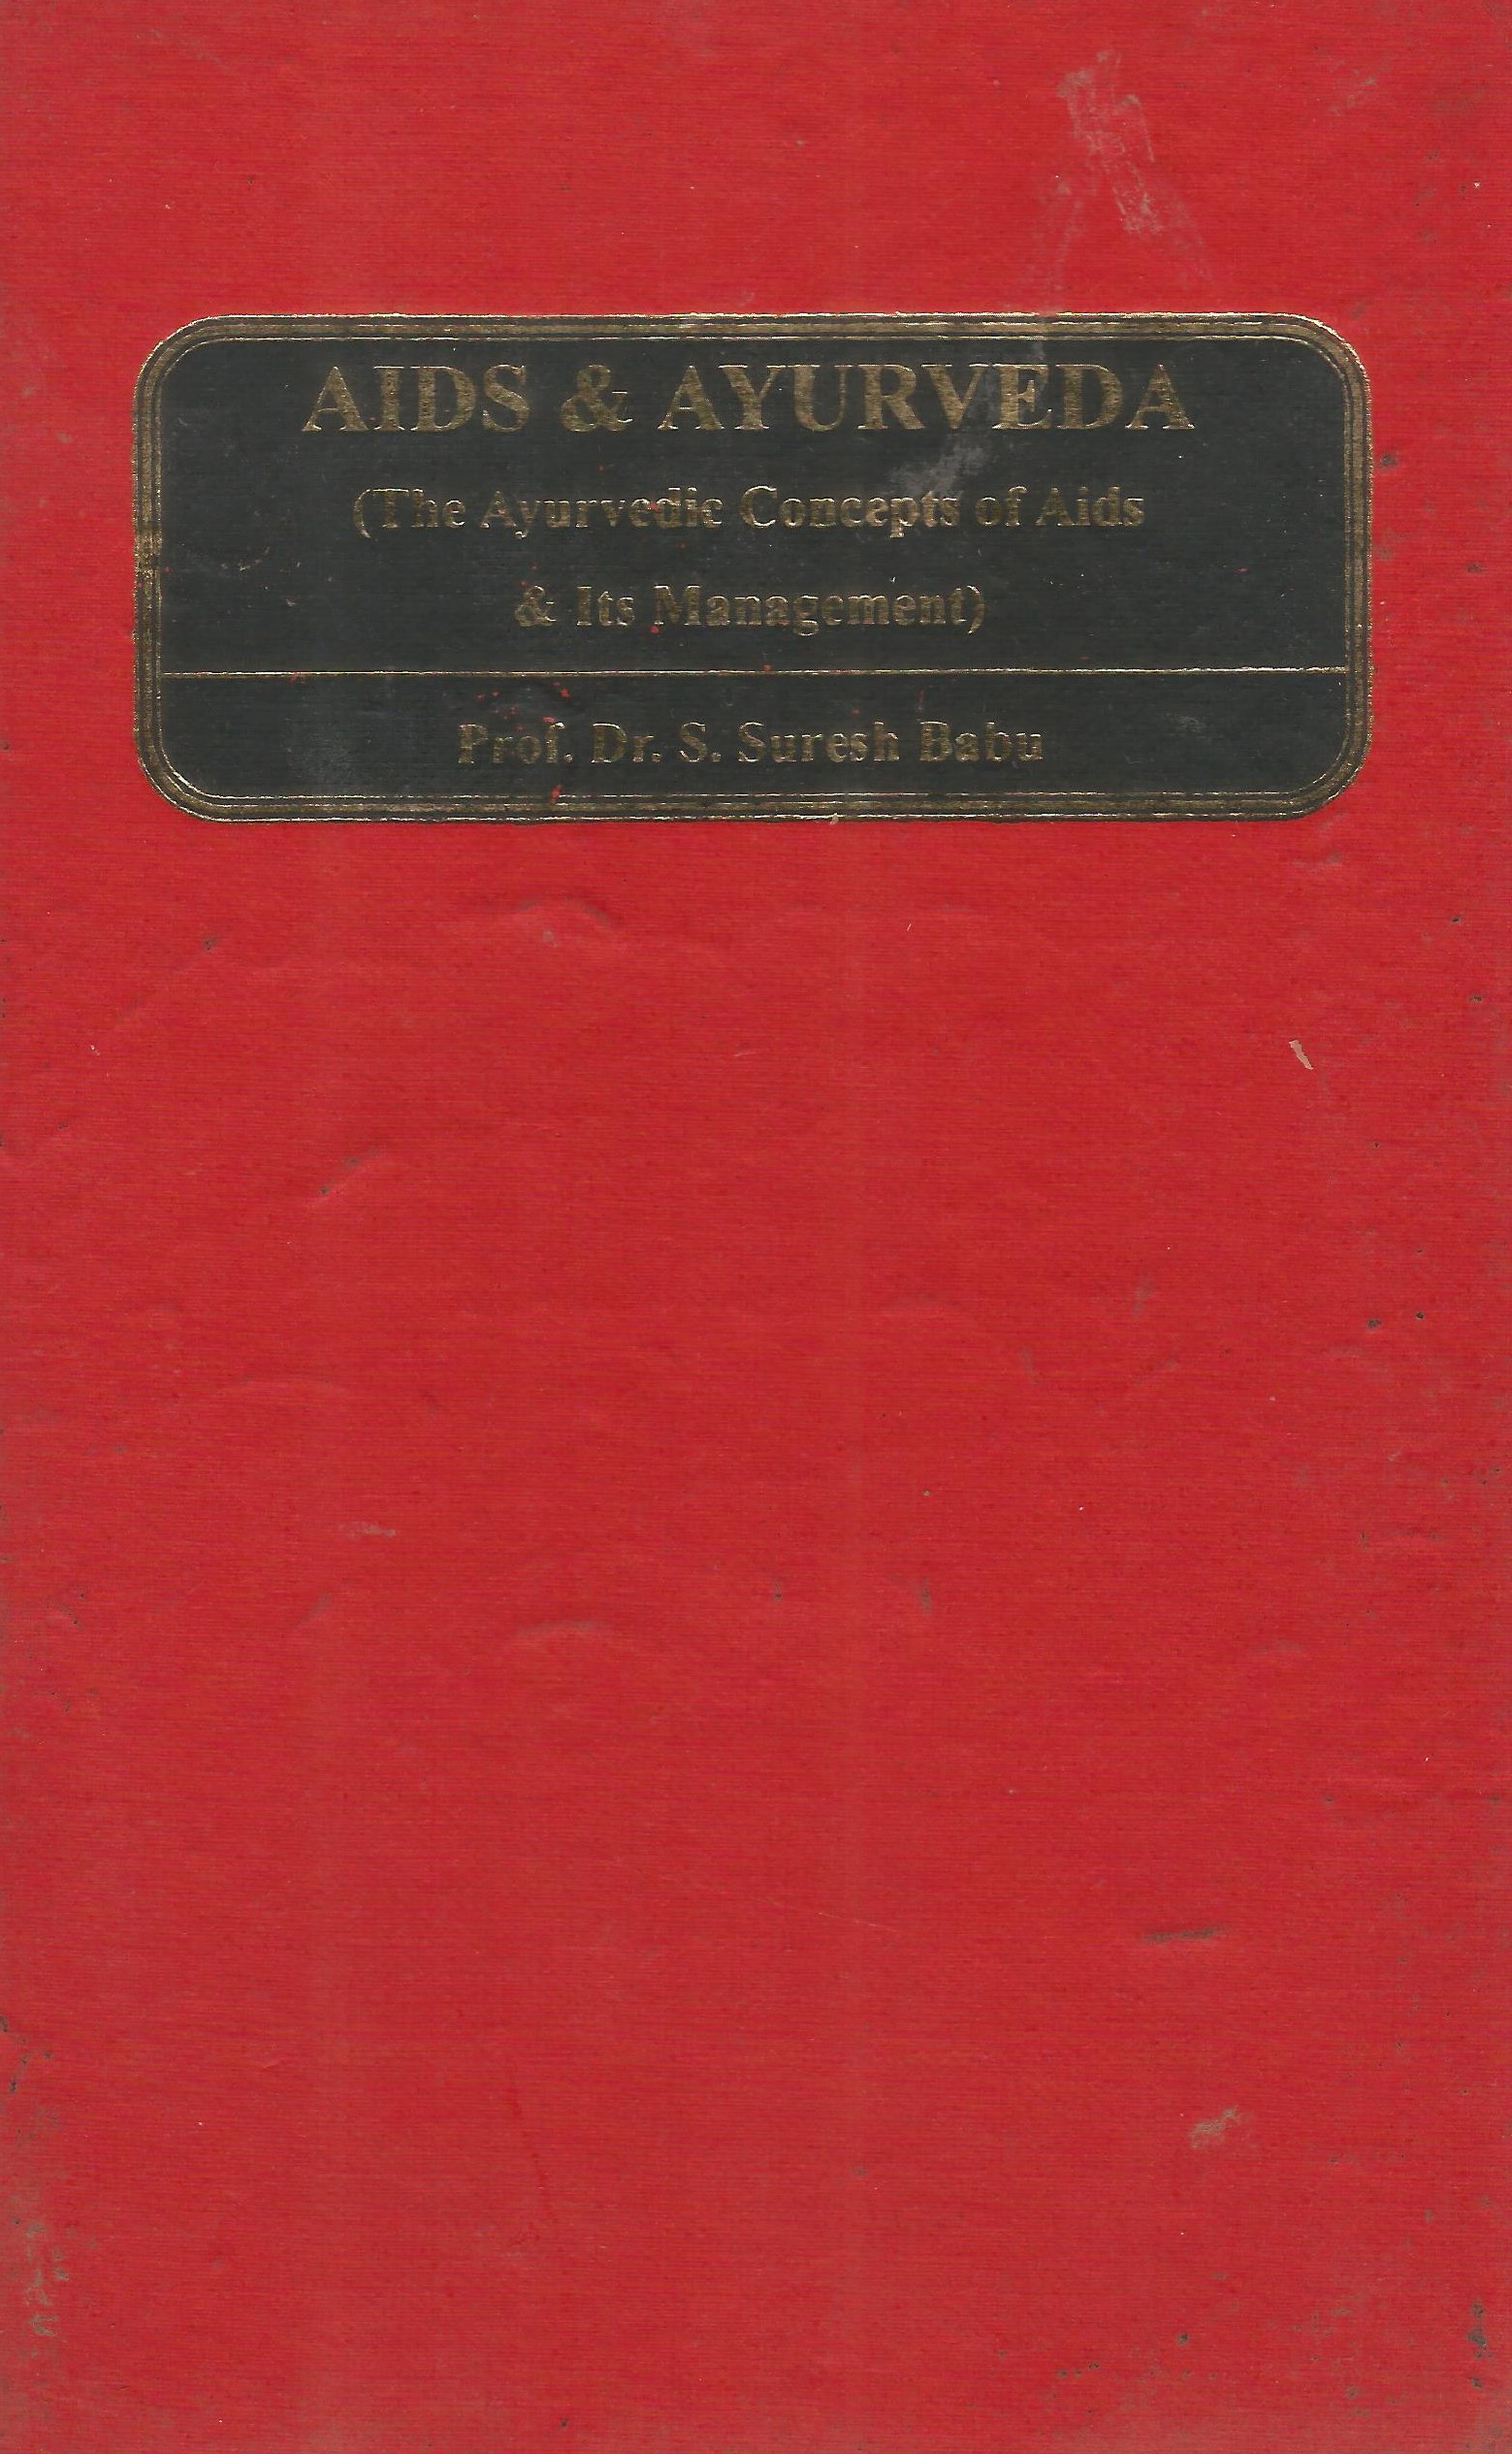 AIDS & AYURVEDA
(The Ayurvedic Concepts of Aids
& Its Management)
Prof. Dr. S. Suresh Babu